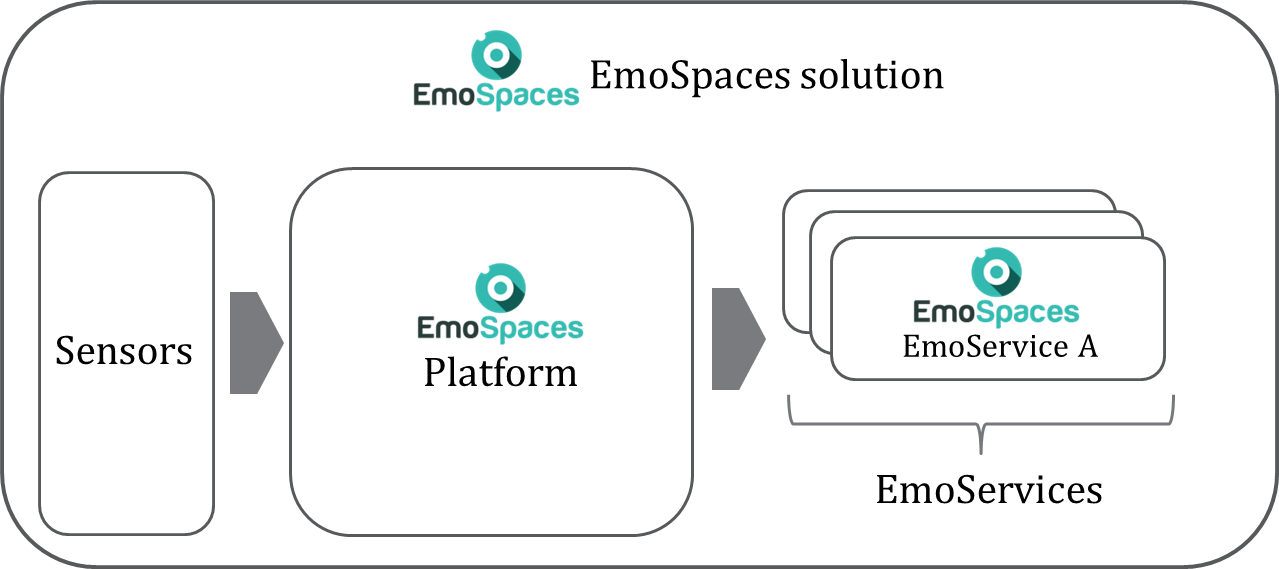 EmoSpaces
EmoSpaces solution
Sensors
EmoSpaces
Platform
EmoSpaces
EmoService A
EmoServices